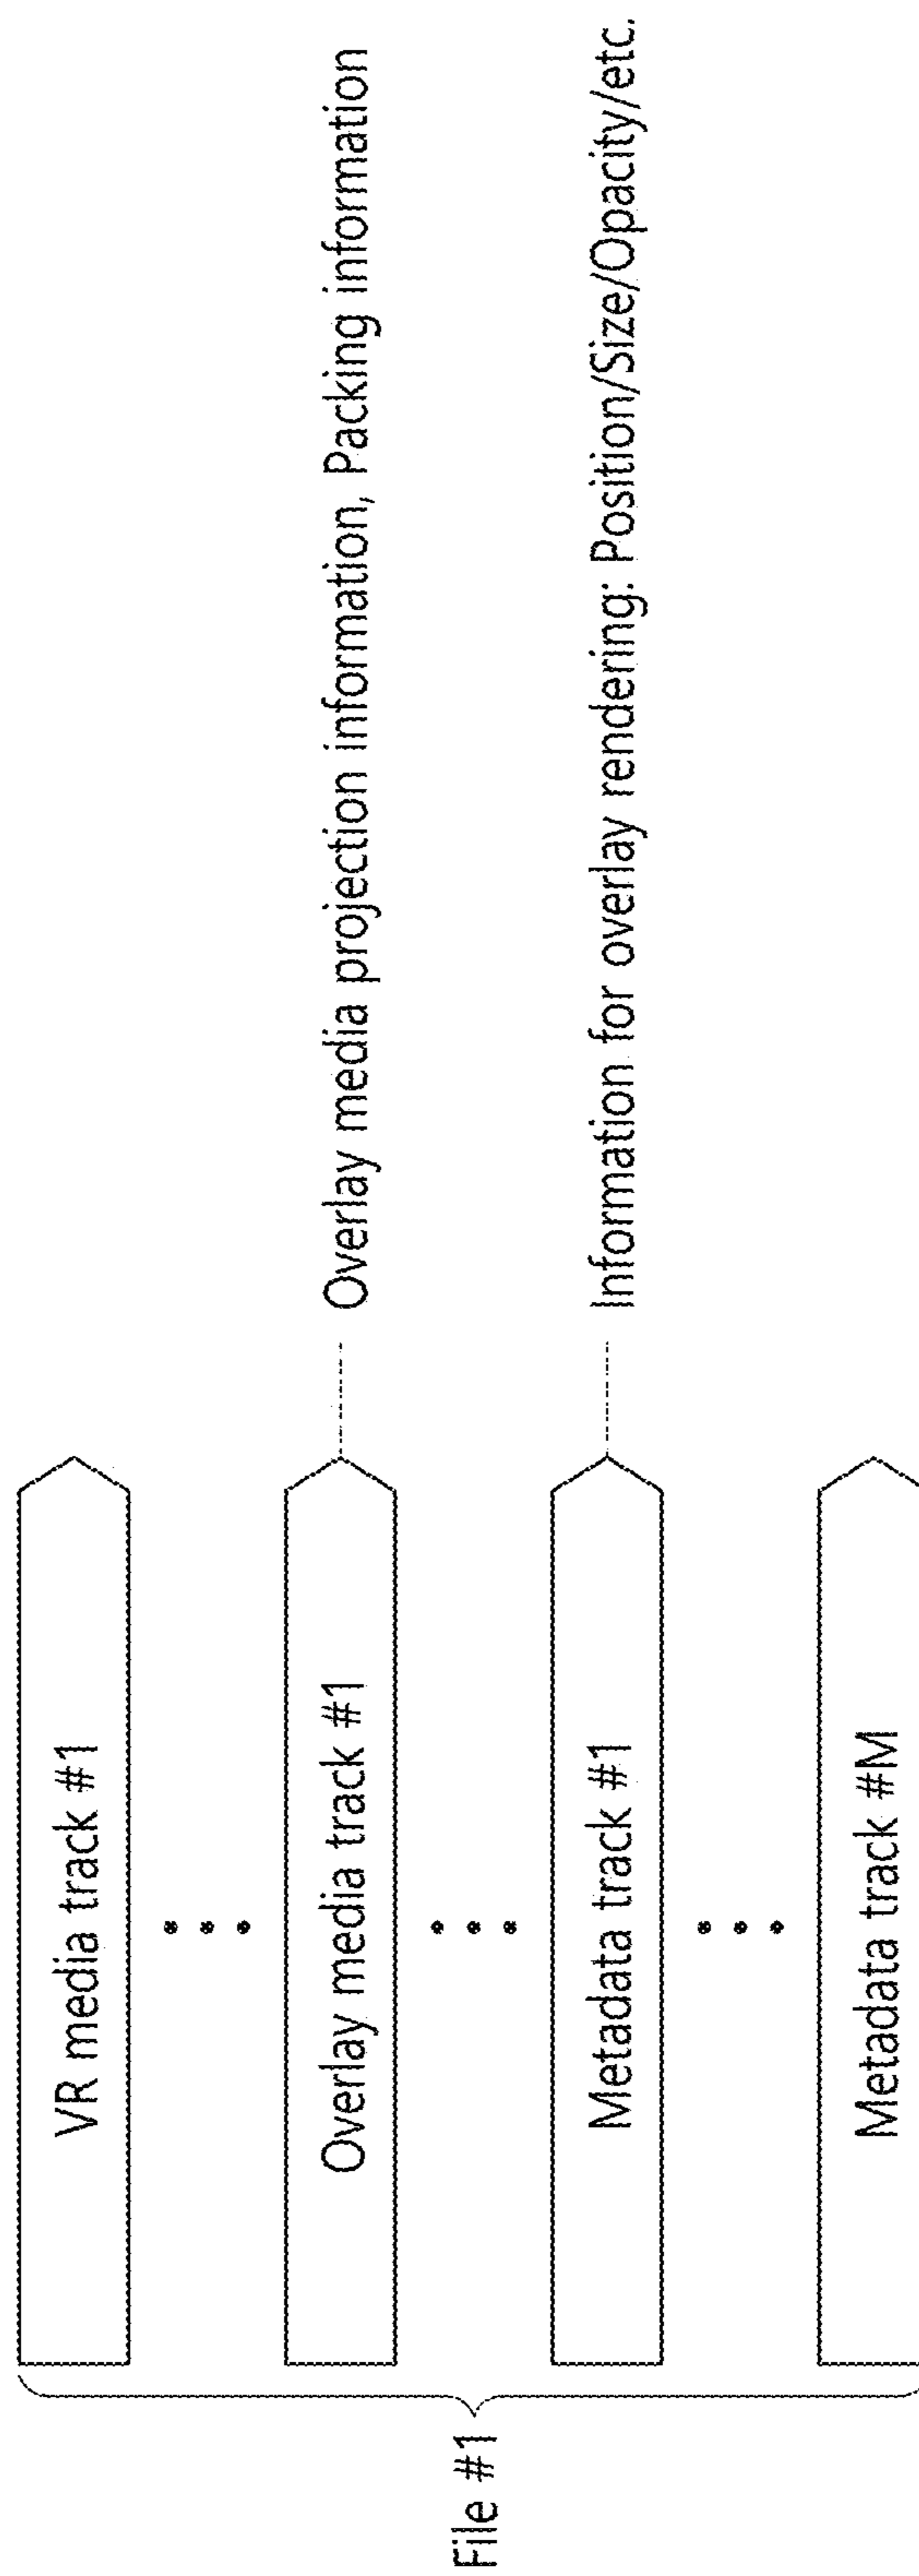 File #1
VR media track #1
Overlay media track #1
Overlay media projection information, Packing information
Metadata track #1
Information for overlay rendering: Position/Size/Opacity/etc.
Metadata track #M